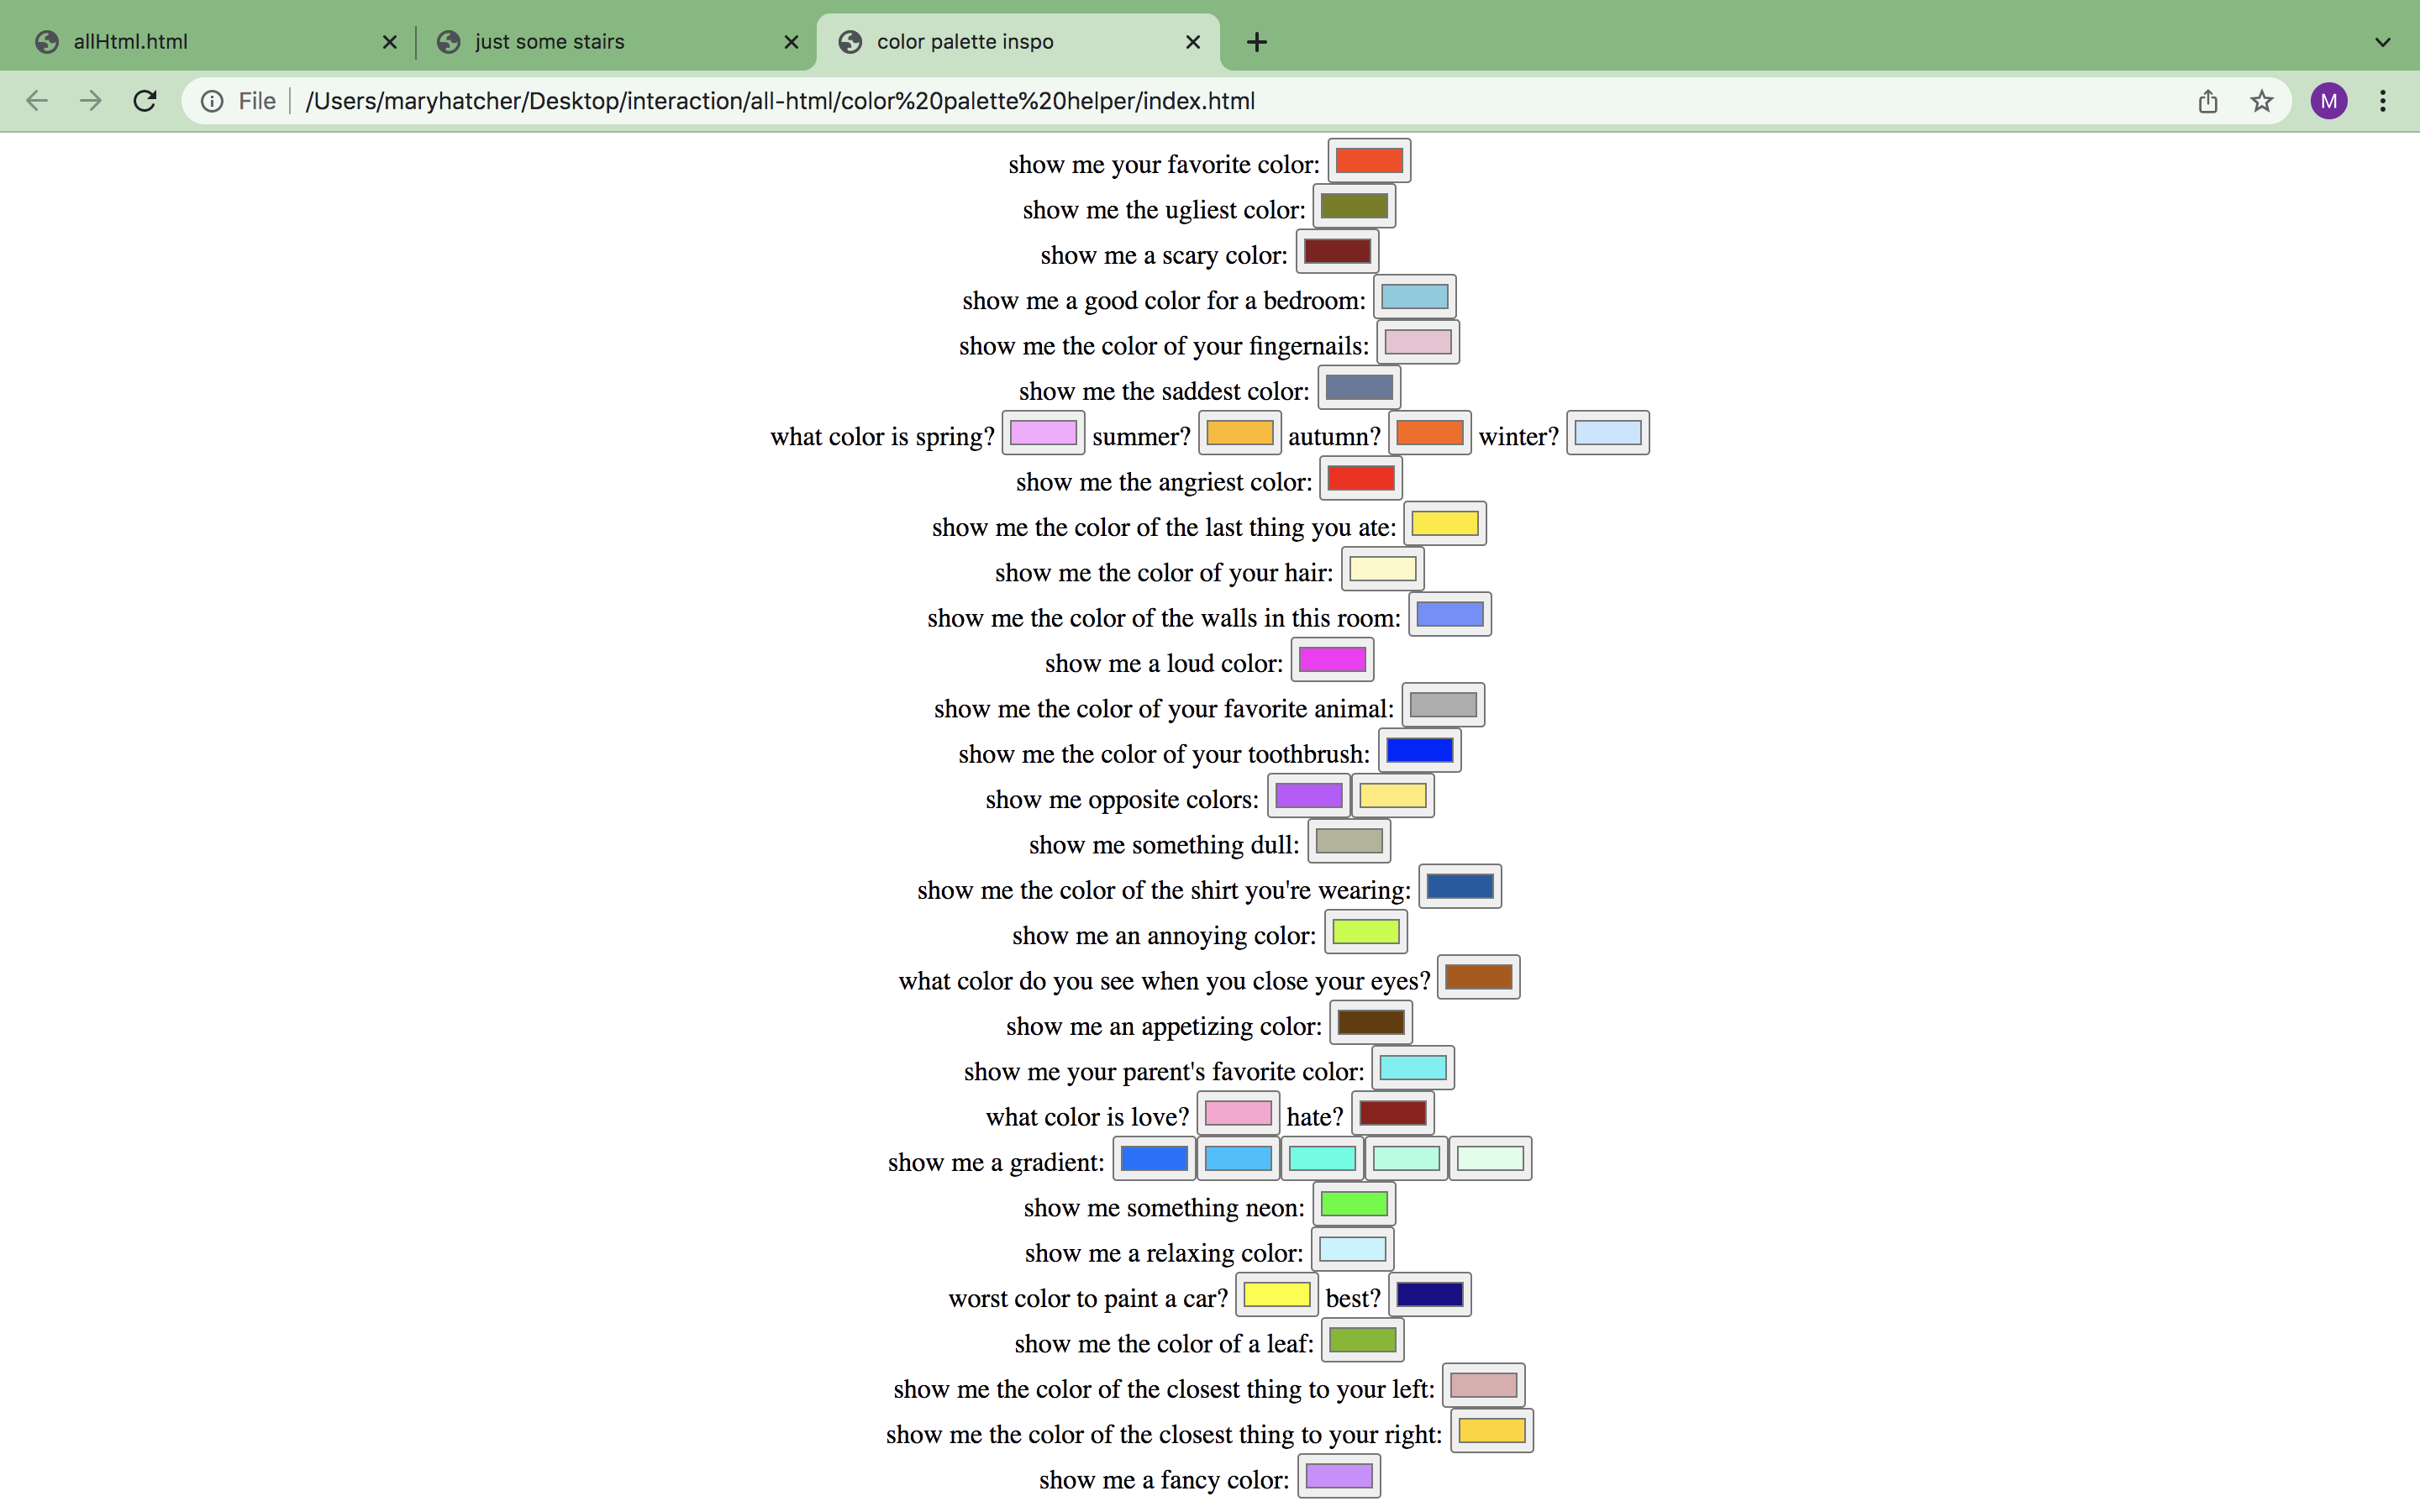 allHtml.html
just some stairs
color palette inspo
File
/Users/maryhatcher/Desktop/interaction/all-html/color%20palette%20helper/index.html
M
show me your favorite color:
show me the ugliest color:
show me a scary color:
show me a good color for a bedroom:
show me the color of your fingernails:
show me the saddest color:
what color is spring? summer? autumn? winter?
show me the angriest color:
show me the color of the last thing you ate:
show me the color of your hair:
show me the color of the walls in this room:
show me a loud color:
show me the color of your favorite animal:
show me the color of your toothbrush:
show me opposite colors:
show me something dull:
show me the color of the shirt you're wearing:
show me an annoying color:
what color do you see when you close your eyes?
show me an appetizing color:
show me your parent's favorite color:
what color is love? hate?
show me a gradient:
show me something neon:
show me a relaxing color:
worst color to paint a car? best?
show me the color of a leaf:
show me the color of the closest thing to your left:
show me the color of the closest thing to your right:
show me a fancy color: